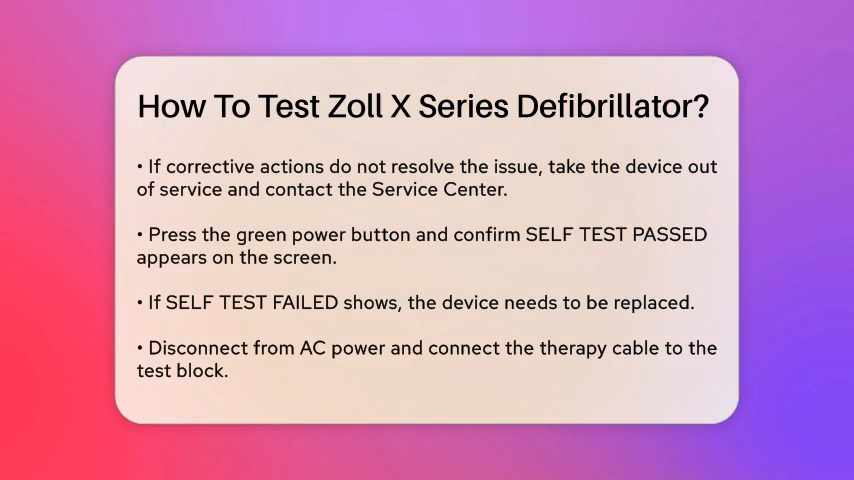 How To Test Zoll X Series Defibrillator?
• If corrective actions do not resolve the issue, take the device out
of service and contact the Service Center.
• Press the green power button and confirm SELF TEST PASSED
appears on the screen.
• If SELF TEST FAILED shows, the device needs to be replaced.
• Disconnect from AC power and connect the therapy cable to the
test block.